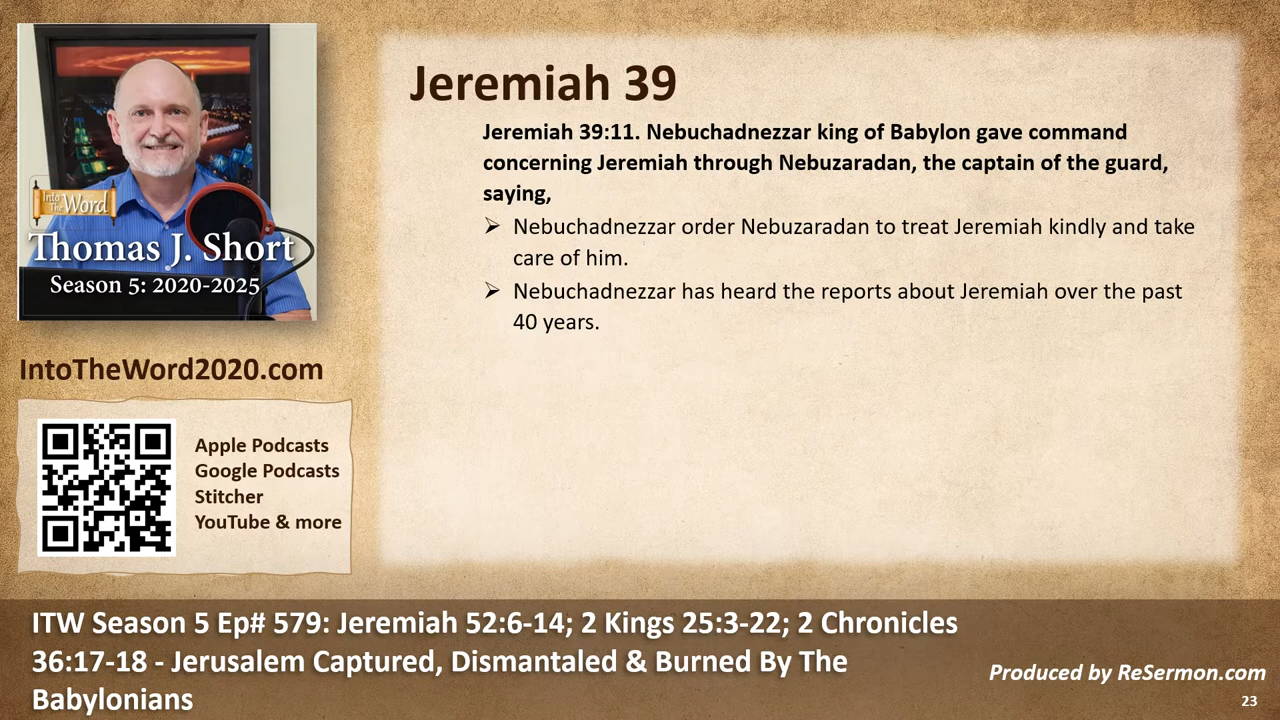 Into
The Word
Thomas J. Short
Season 5: 2020-2025
IntoTheWord2020.com
Apple Podcasts
Google Podcasts
Stitcher
YouTube & more
Jeremiah 39
Jeremiah 39:11. Nebuchadnezzar king of Babylon gave command
concerning Jeremiah through Nebuzaradan, the captain of the guard,
saying,
➢ Nebuchadnezzar order Nebuzaradan to treat Jeremiah kindly and take
care of him.
➢ Nebuchadnezzar has heard the reports about Jeremiah over the past
40 years.
ITW Season 5 Ep# 579: Jeremiah 52:6-14; 2 Kings 25:3-22; 2 Chronicles
36:17-18 - Jerusalem Captured, Dismantaled & Burned By The
Babylonians
Produced by ReSermon.com
23